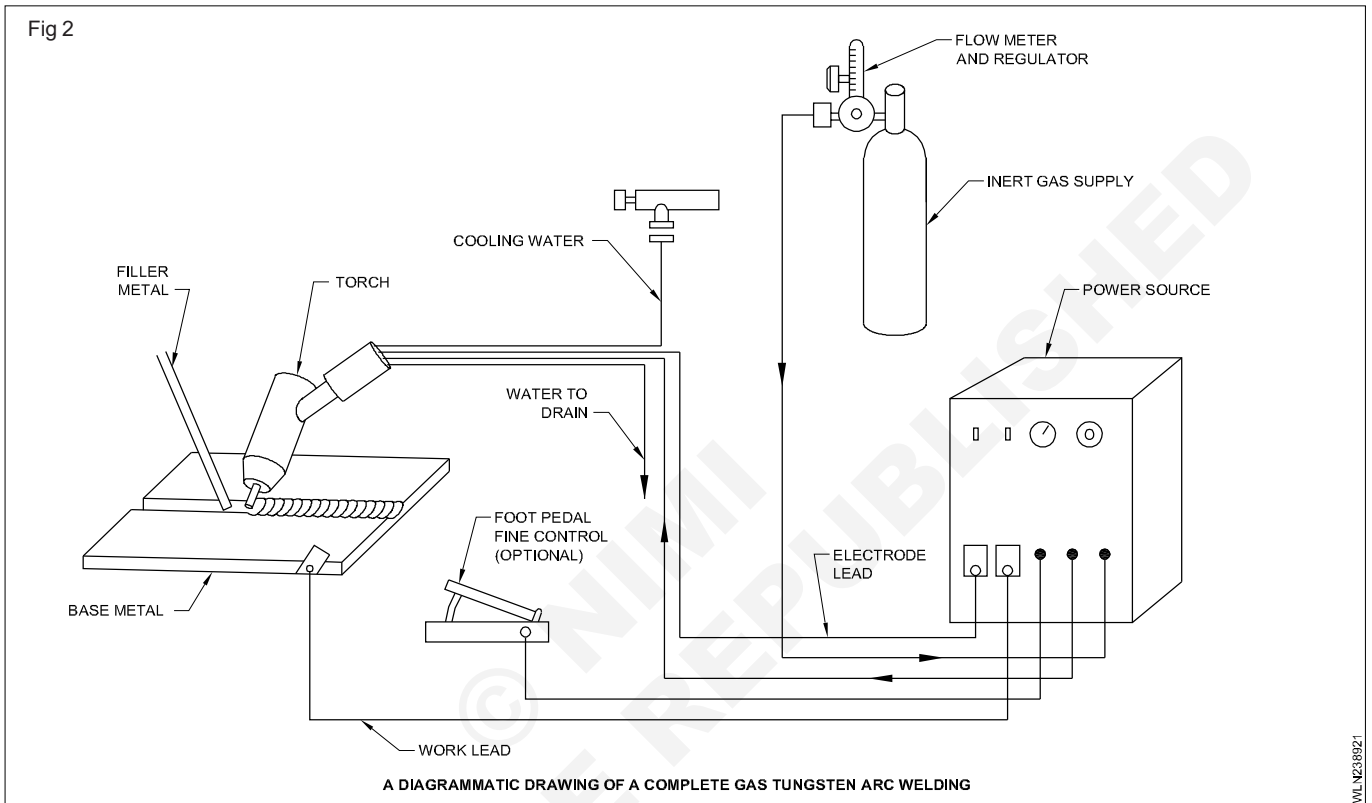 Fig 2
FLOW METER
AND REGULATOR
INERT GAS SUPPLY
COOLING WATER
FILLER
METAL
TORCH
POWER SOURCE
WATER TO
DRAIN
FOOT PEDAL
FINE CONTROL
(OPTIONAL)
ELECTRODE
LEAD
BASE METAL
WORK LEAD
A DIAGRAMMATIC DRAWING OF A COMPLETE GAS TUNGSTEN ARC WELDING
WLN238921
© NIMI
BE REPUBLISHED